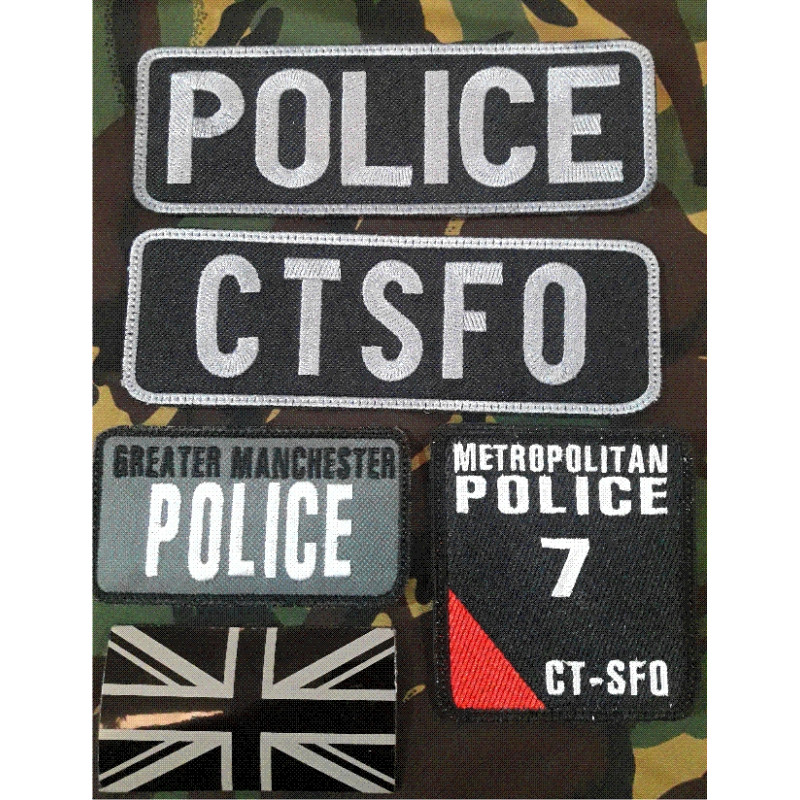 POLICE
CTSFO
GREATER MANCHESTER
POLICE
METROPOLITAN
POLICE
7
CT-SFO